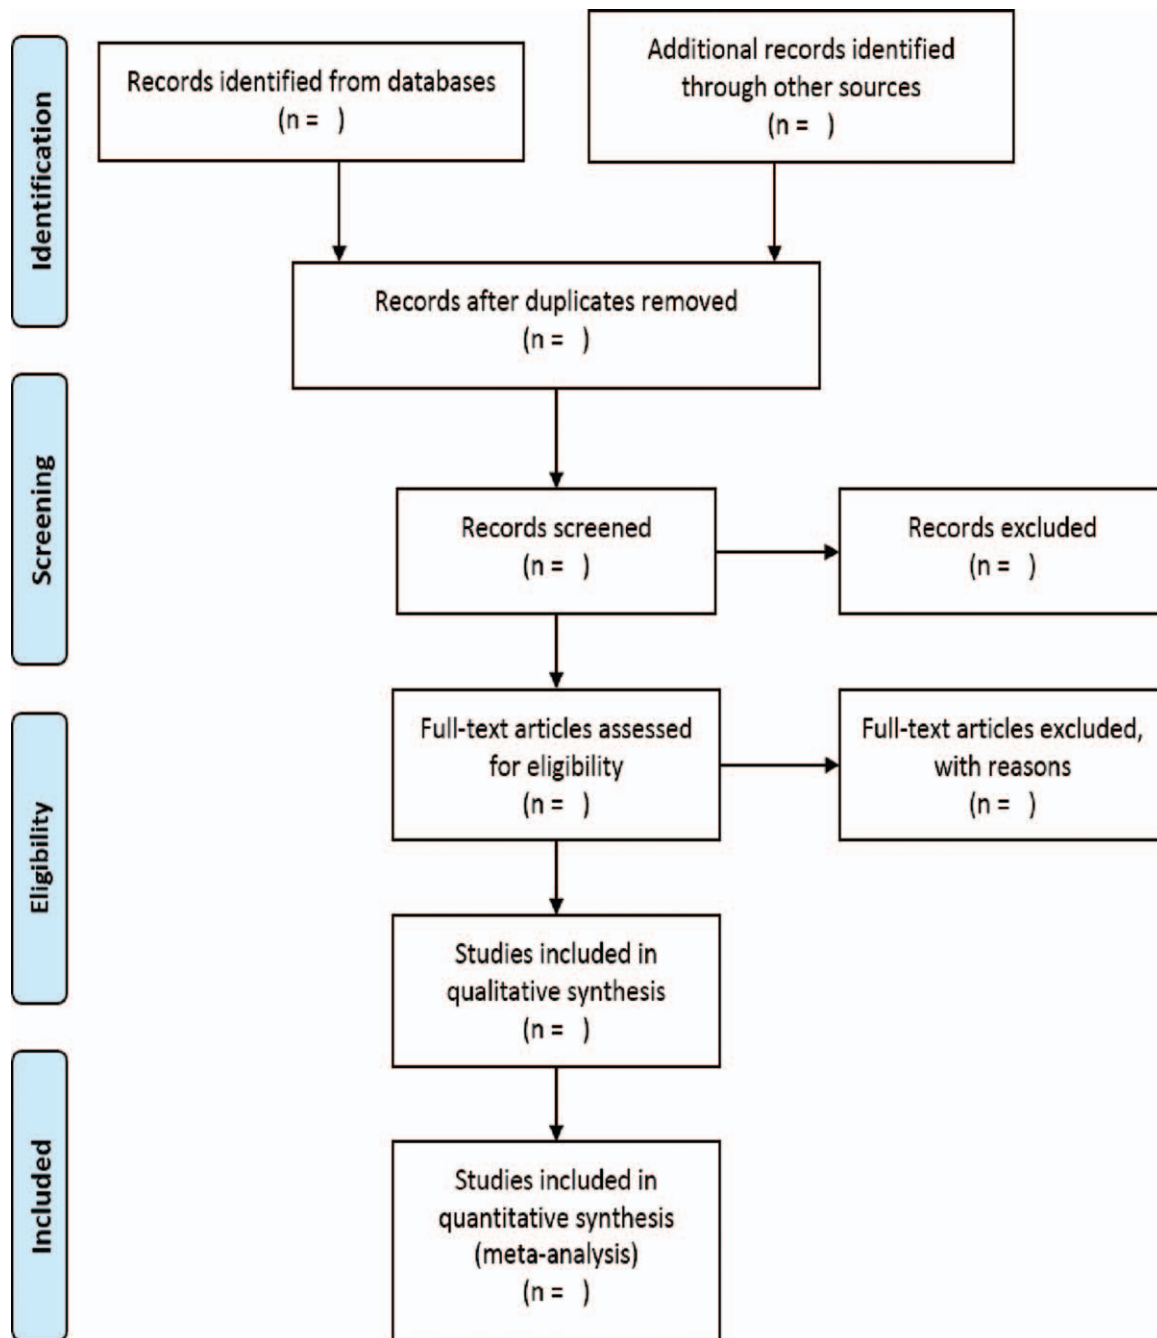 Identification
Records identified from databases
(n =   )
Additional records identified
through other sources
(n =   )
Records after duplicates removed
(n =   )
Screening
Records screened
(n =   )
Records excluded
(n =   )
Eligibility
Full-text articles assessed
for eligibility
(n =   )
Full-text articles excluded,
with reasons
(n =   )
Studies included in
qualitative synthesis
(n =   )
Included
Studies included in
quantitative synthesis
(meta-analysis)
(n =   )